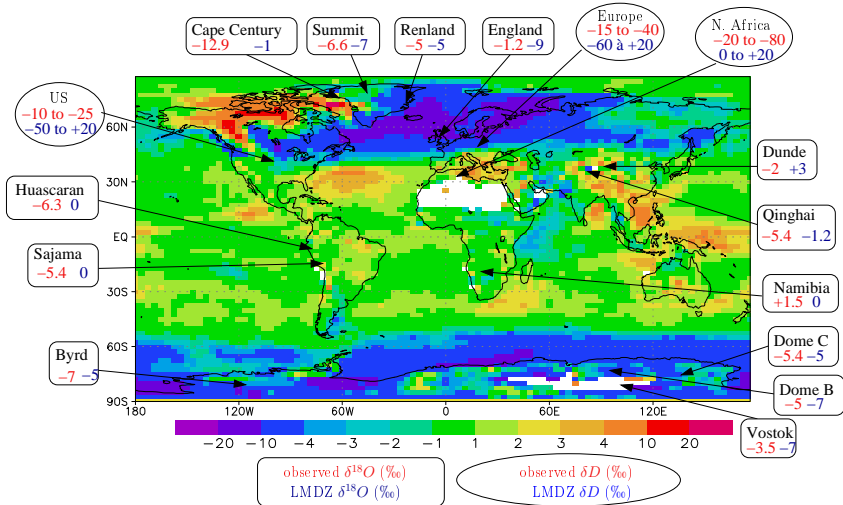 Cape Century
−12.9 −1
Summit
−6.6 −7
Renland
−5 −5
England
−1.2 −9
Europe
−15 to −40
−60 à +20
N. Africa
−20 to −80
0 to +20
US
−10 to −25
−50 to +20
Huascaran
−6.3 0
Sajama
−5.4 0
Byrd
−7 −5
Dunde
−2 +3
Qinghai
−5.4 −1.2
Namibia
+1.5 0
Dome C
−5.4 −5
Dome B
−5 −7
Vostok
−3.5 −7
60N
30N
EQ
30S
60S
90S
180 120W 60W 0 60E 120E
−20 −10 −4 −3 −2 −1 1 2 3 4 10 20
observed δ¹⁸O (‰)
LMDZ δ¹⁸O (‰)
observed δD (‰)
LMDZ δD (‰)